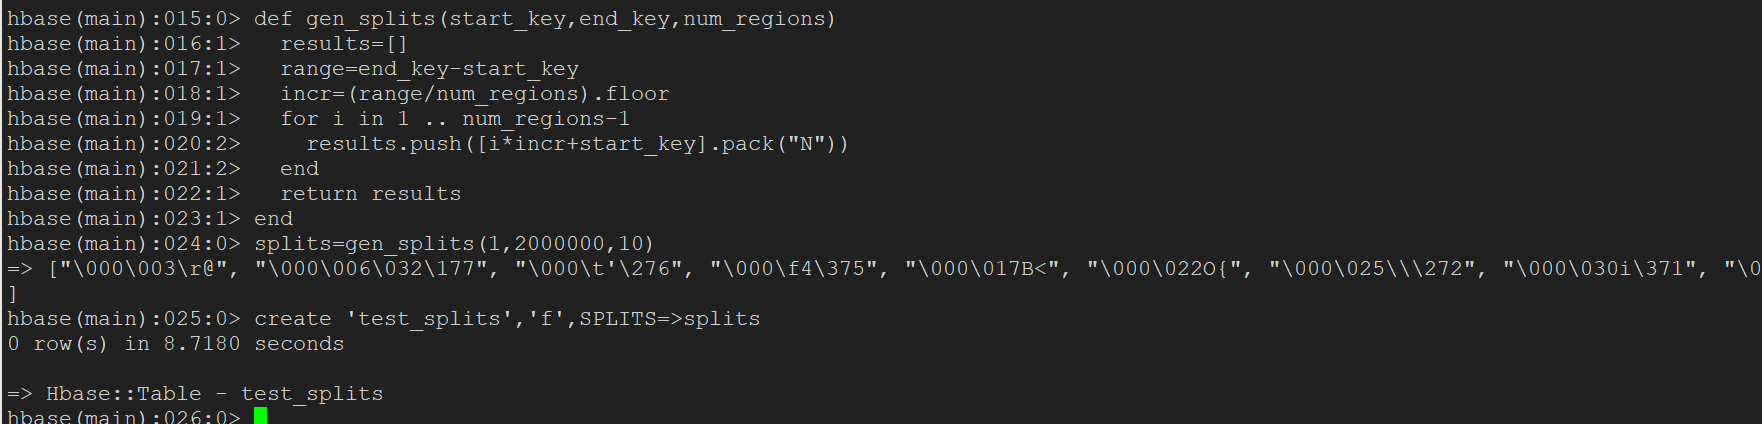 hbase(main):015:0> def gen_splits(start_key,end_key,num_regions)
hbase(main):016:1>   results=[]
hbase(main):017:1>   range=end_key-start_key
hbase(main):018:1>   incr=(range/num_regions).floor
hbase(main):019:1>   for i in 1 .. num_regions-1
hbase(main):020:2>     results.push([i*incr+start_key].pack("N"))
hbase(main):021:2>   end
hbase(main):022:1>   return results
hbase(main):023:1> end
hbase(main):024:0> splits=gen_splits(1,2000000,10)
=> ["\000\003\r@", "\000\006\032\177", "\000\t'\276", "\000\f4\375", "\000\017B<", "\000\022O{", "\000\025\\\272", "\000\030i\371", "\0
]
hbase(main):025:0> create 'test_splits','f',SPLITS=>splits
0 row(s) in 8.7180 seconds

=> Hbase::Table - test_splits
hbase(main):026:0>